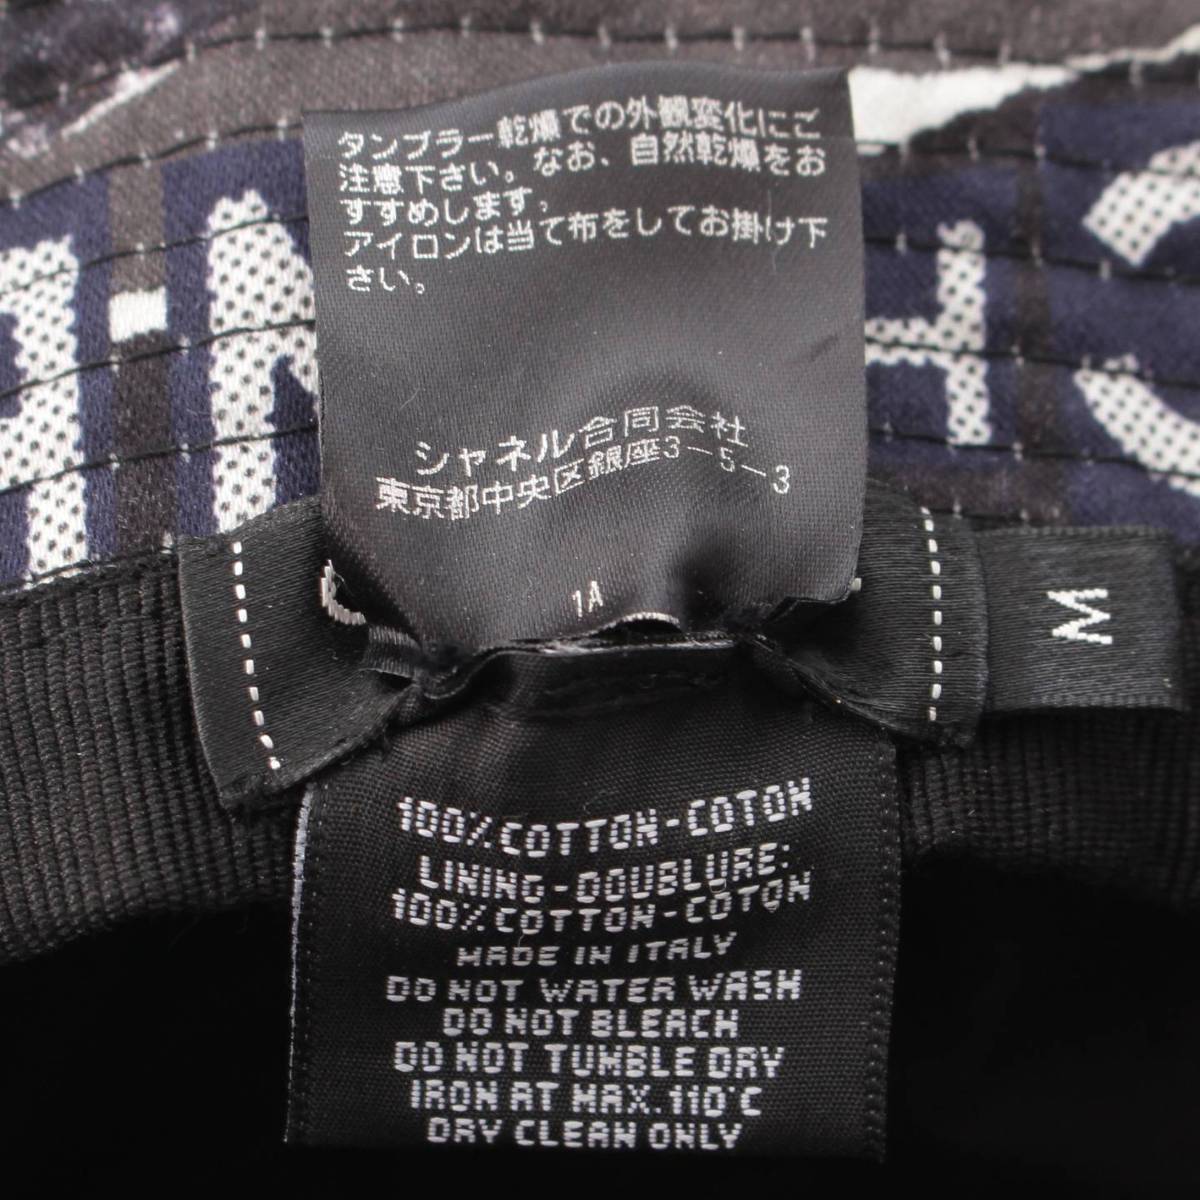 タンブラー乾燥での外観変化にご
注意下さい。なお、自然乾燥をお
すすめします。
アイロンは当て布をしてお掛け下
さい。
シャネル合同会社
東京都中央区銀座3-5-3
1A
M
100%COTTON-COTON
LINING-DOUBLURE:
100%COTTON-COTON
MADE IN ITALY
DO NOT WATER WASH
DO NOT BLEACH
DO NOT TUMBLE DRY
IRON AT MAX.110°C
DRY CLEAN ONLY